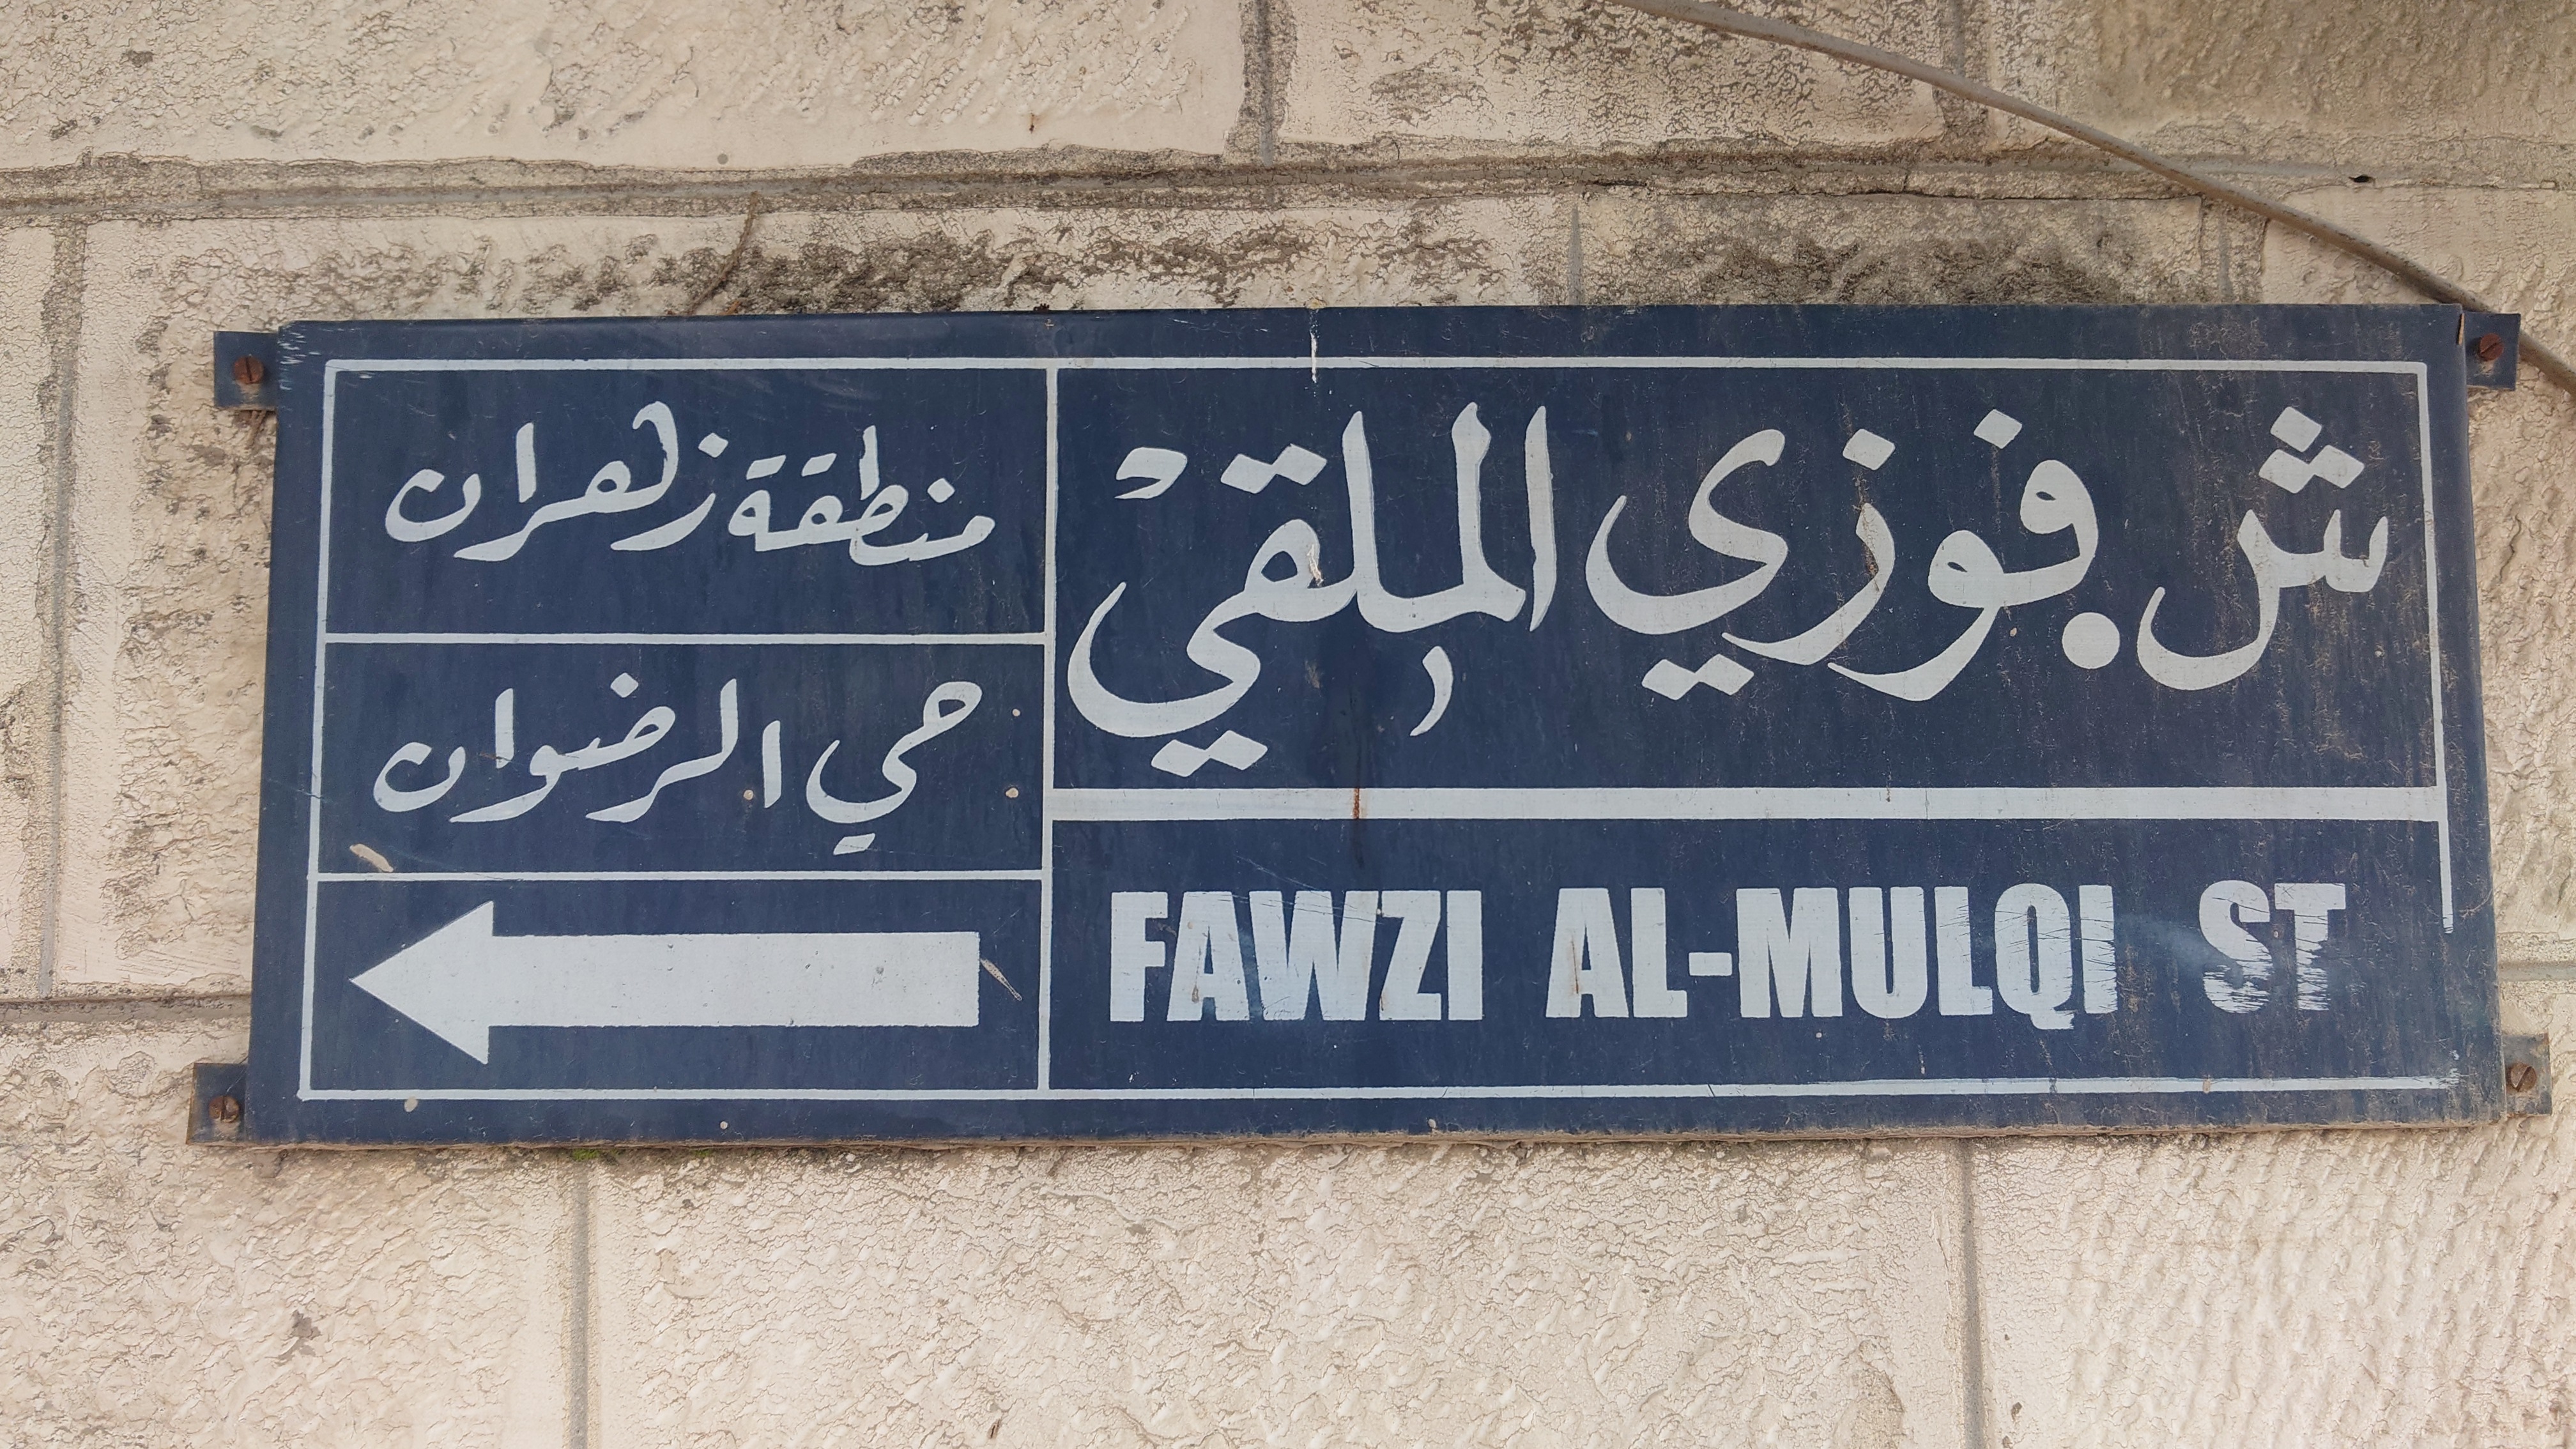 ش. فوزي الملقي
FAWZI AL-MULQI ST
منطقة زهران
حي الرضوان